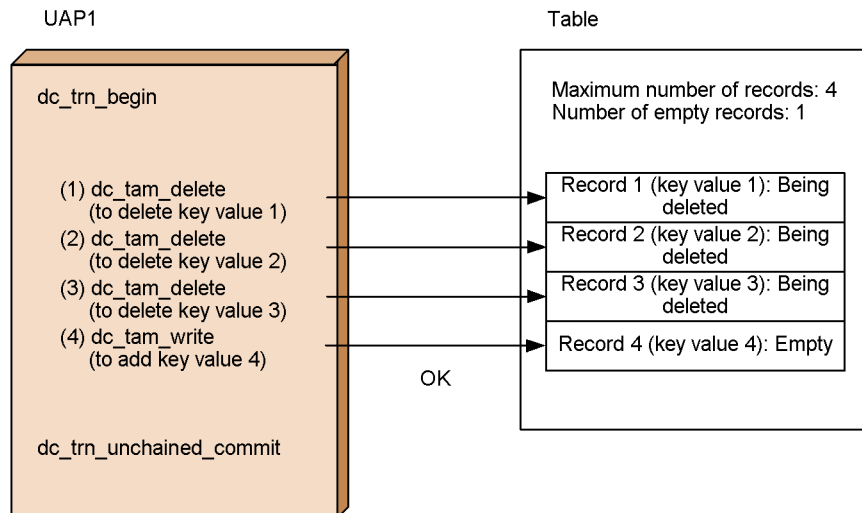 UAP1
dc_trn_begin
(1) dc_tam_delete
(to delete key value 1)
(2) dc_tam_delete
(to delete key value 2)
(3) dc_tam_delete
(to delete key value 3)
(4) dc_tam_write
(to add key value 4)
dc_trn_unchained_commit
OK
Table
Maximum number of records: 4
Number of empty records: 1
Record 1 (key value 1): Being
deleted
Record 2 (key value 2): Being
deleted
Record 3 (key value 3): Being
deleted
Record 4 (key value 4): Empty